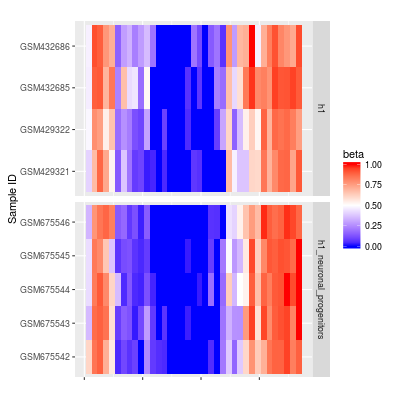 GSM432686
GSM432685
GSM429322
GSM429321
h1
GSM675546
GSM675545
GSM675544
GSM675543
GSM675542
h1_neuronal_progenitors
Sample ID
beta
1.00
0.75
0.50
0.25
0.00